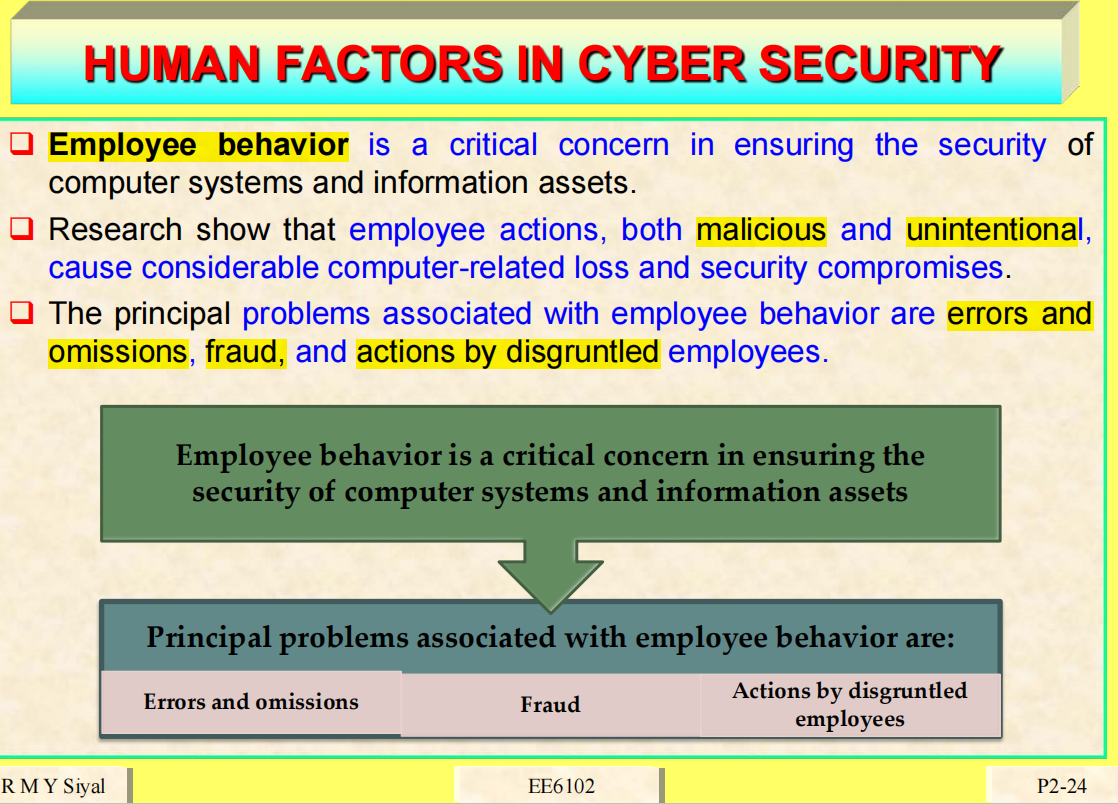 HUMAN FACTORS IN CYBER SECURITY
Employee behavior is a critical concern in ensuring the security of
computer systems and information assets.
Research show that employee actions, both malicious and unintentional,
cause considerable computer-related loss and security compromises.
The principal problems associated with employee behavior are errors and
omissions, fraud, and actions by disgruntled employees.
Employee behavior is a critical concern in ensuring the
security of computer systems and information assets
Principal problems associated with employee behavior are:
Errors and omissions
Fraud
Actions by disgruntled
employees
R M Y Siyal
EE6102
P2-24